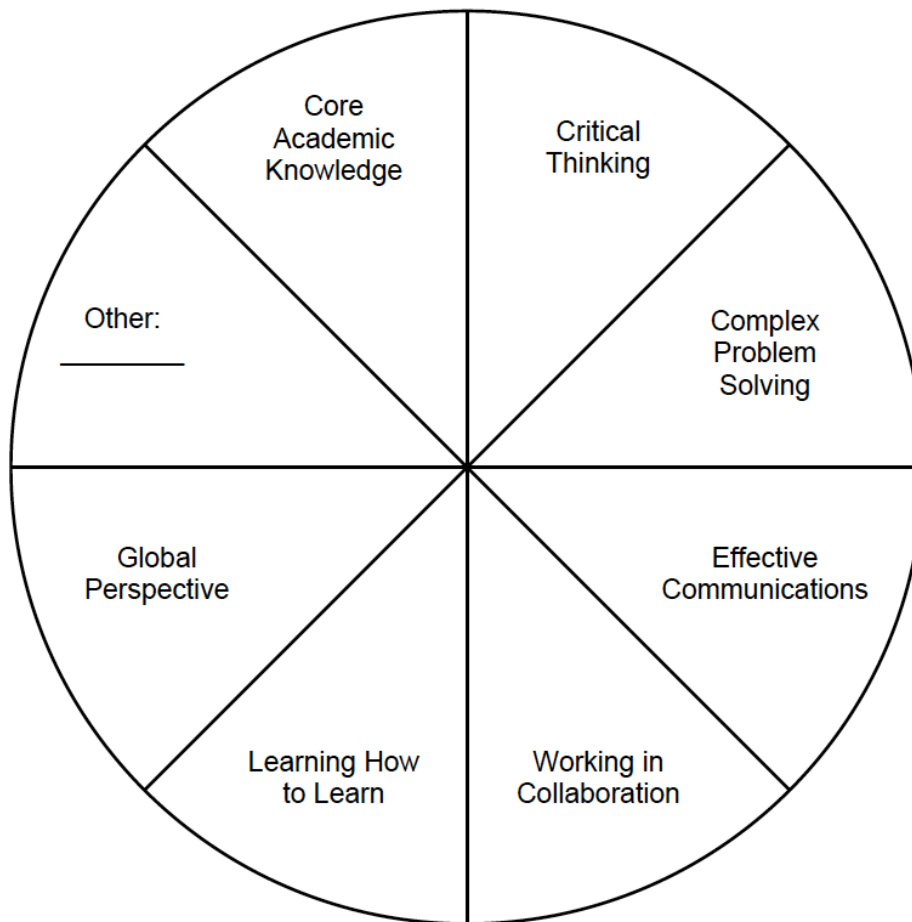 Core
Academic
Knowledge
Critical
Thinking
Other:
________
Complex
Problem
Solving
Global
Perspective
Effective
Communications
Learning How
to Learn
Working in
Collaboration